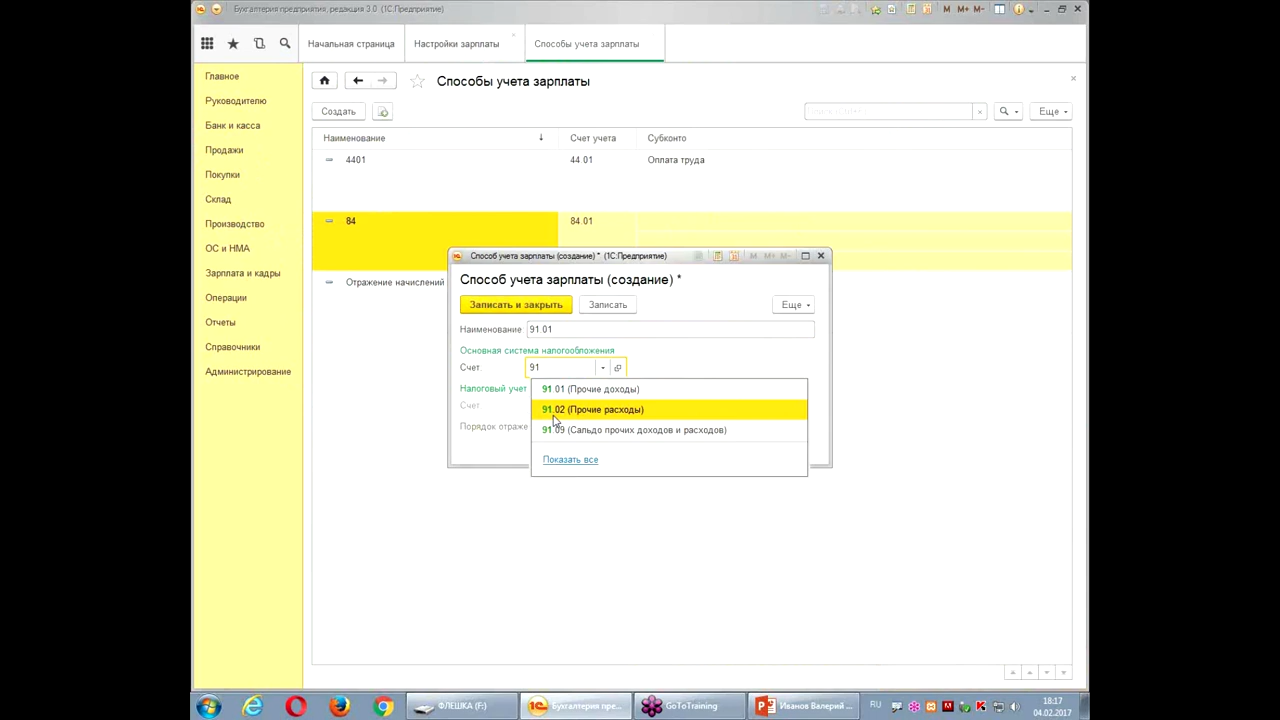 Бухгалтерия предприятия, редакция 3.0 (1С:Предприятие)
M M+ M-
Начальная страница
Настройки зарплаты
Способы учета зарплаты
Главное
Руководителю
Банк и касса
Продажи
Покупки
Склад
Производство
ОС и НМА
Зарплата и кадры
Операции
Отчеты
Справочники
Администрирование
Способы учета зарплаты
Создать
Еще
Наименование
Счет учета
Субконто
4401
44.01
Оплата труда
84
84.01
Отражение начислений
Способ учета зарплаты (создание) * (1С:Предприятие)
M M+ M-
Способ учета зарплаты (создание) *
Записать и закрыть
Записать
Еще
Наименование
91.01
Основная система налогообложения
Счет:
91
Налоговый учет
Счет
Порядок отраже
91.01 (Прочие доходы)
91.02 (Прочие расходы)
91.09 (Сальдо прочих доходов и расходов)
Показать все
ФЛЕШКА (F:)
Бухгалтерия пре...
GoToTraining
Иванов Валерий ...
RU
18:17
04.02.2017